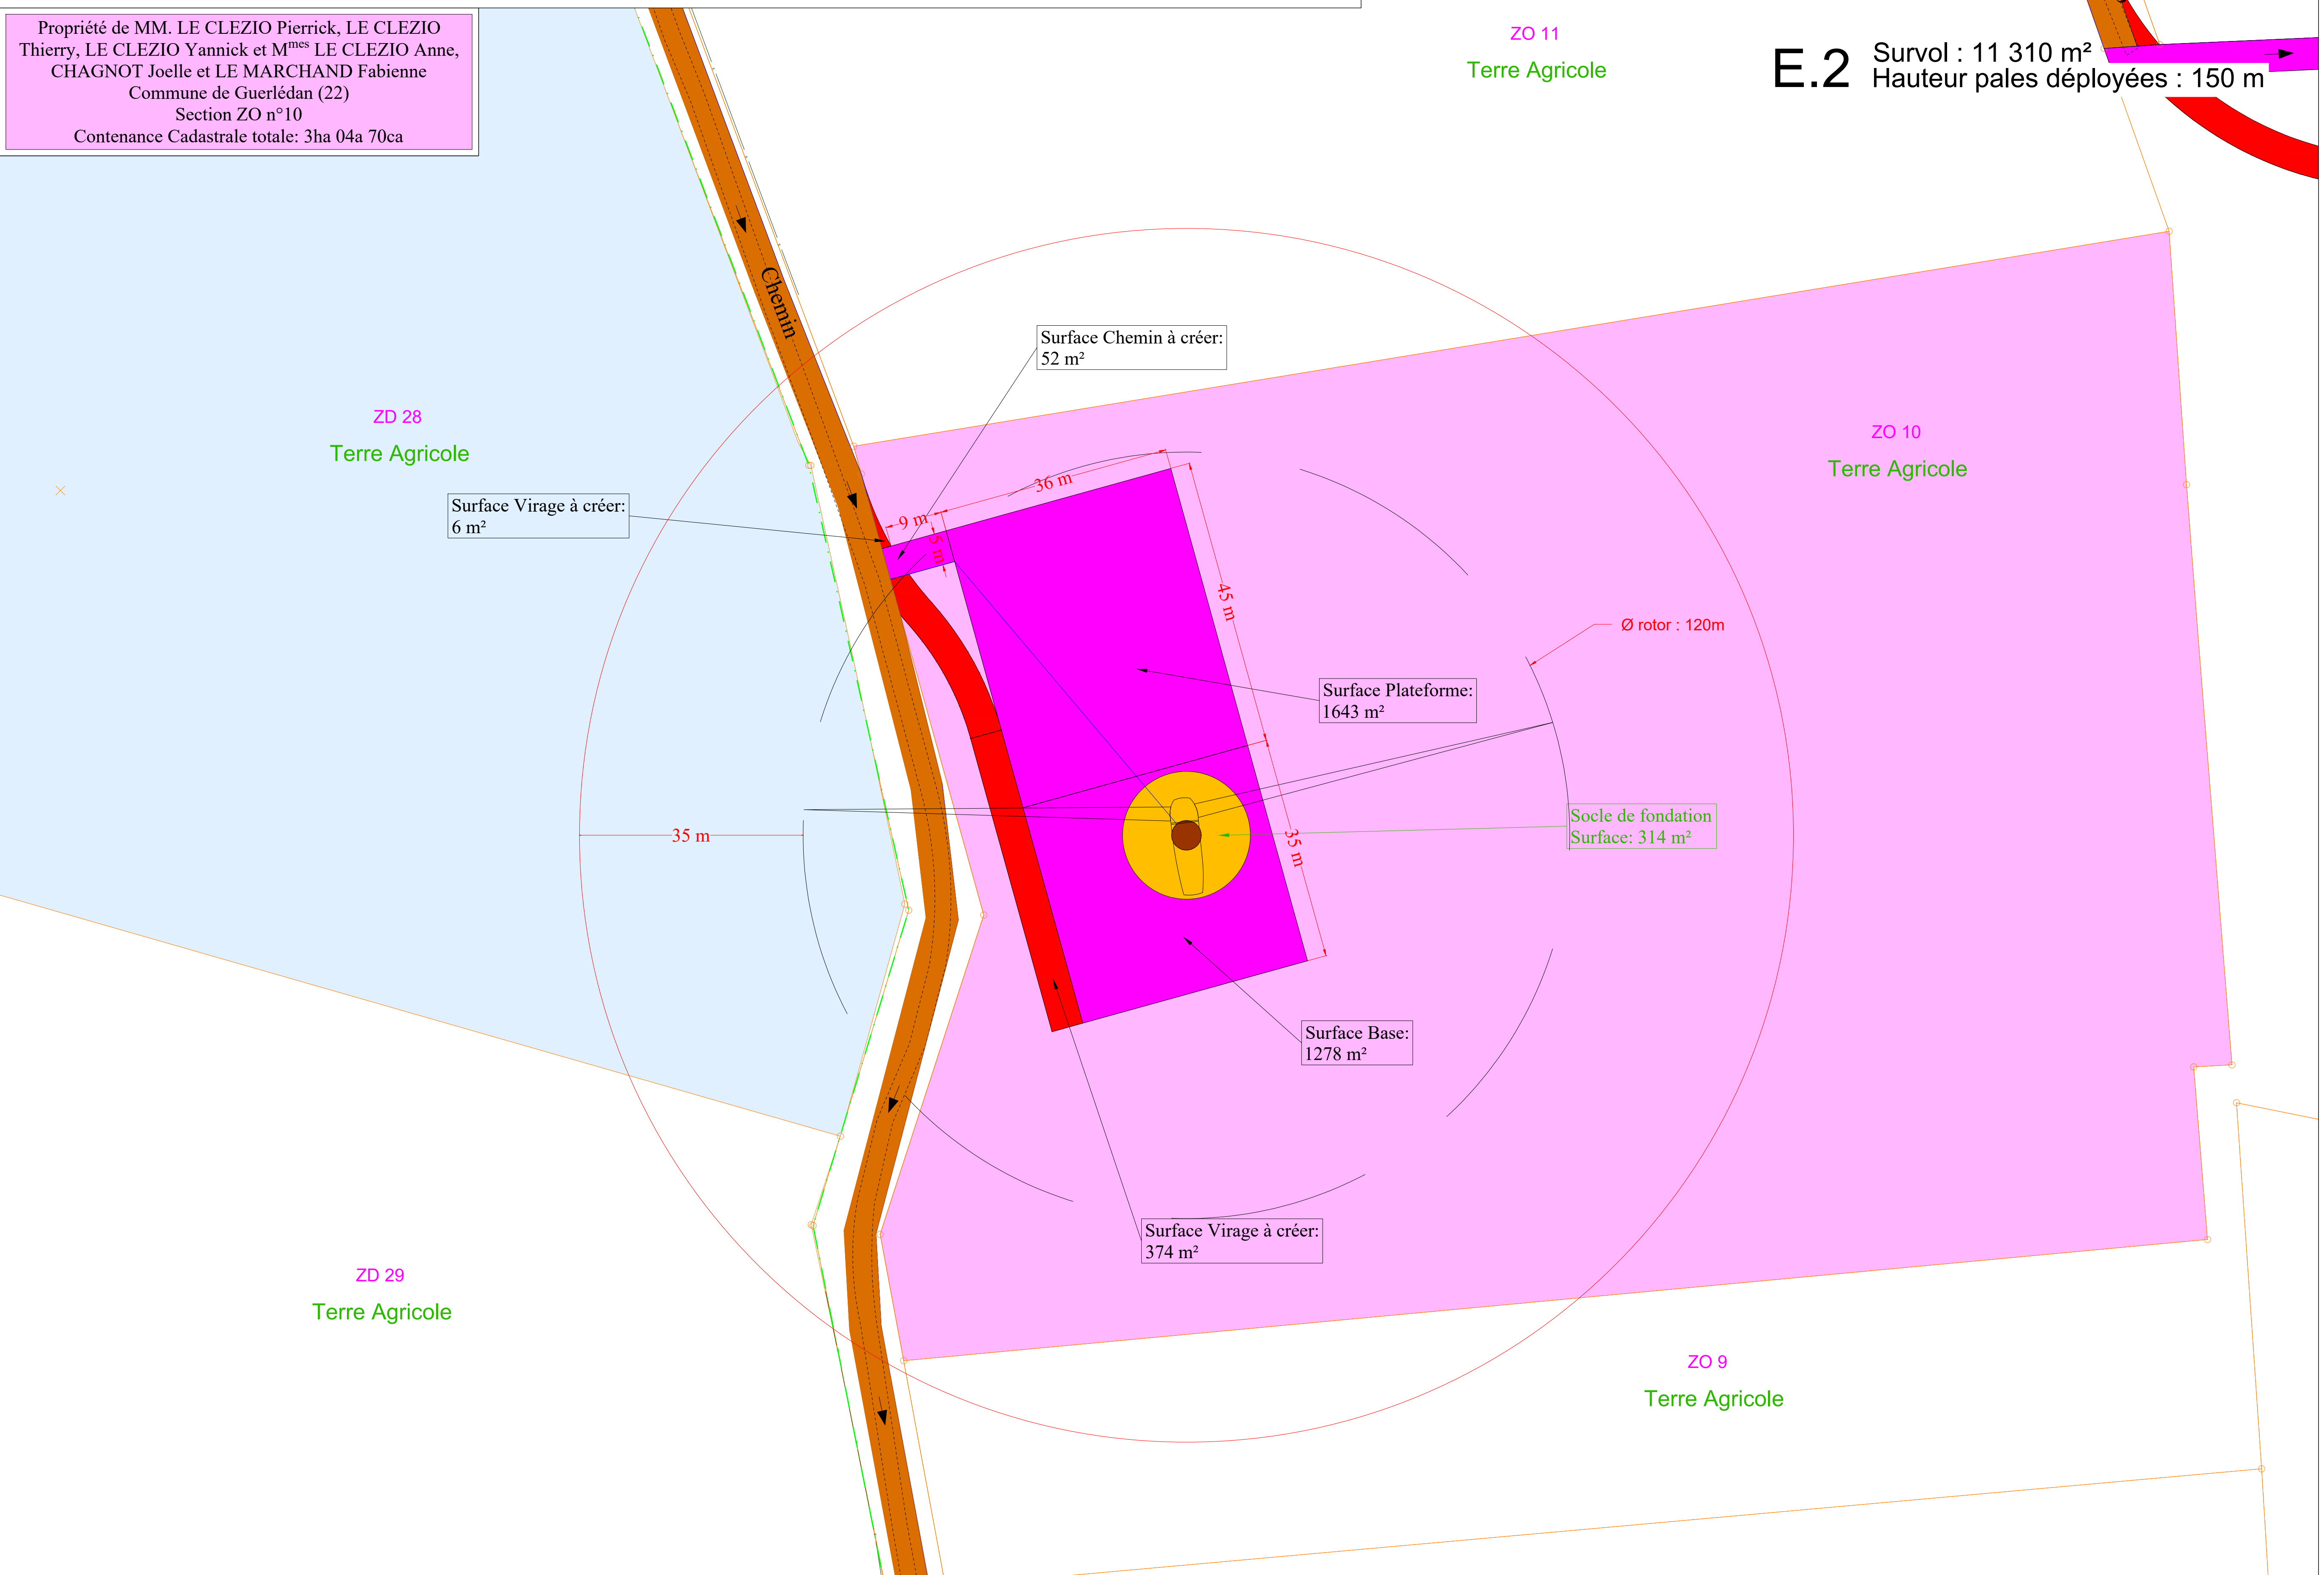 Propriété de MM. LE CLEZIO Pierrick, LE CLEZIO
Thierry, LE CLEZIO Yannick et Mmes LE CLEZIO Anne,
CHAGNOT Joelle et LE MARCHAND Fabienne
Commune de Guerlédan (22)
Section ZO n°10
Contenance Cadastrale totale: 3ha 04a 70ca
ZO 11
Terre Agricole
E.2
Survol : 11 310 m²
Hauteur pales déployées : 150 m
Chemin
Surface Chemin à créer:
52 m²
ZD 28
Terre Agricole
ZO 10
Terre Agricole
Surface Virage à créer:
6 m²
36 m
9 m
5 m
45 m
Ø rotor : 120m
Surface Plateforme:
1643 m²
Socle de fondation
Surface: 314 m²
35 m
35 m
Surface Base:
1278 m²
Surface Virage à créer:
374 m²
ZD 29
Terre Agricole
ZO 9
Terre Agricole